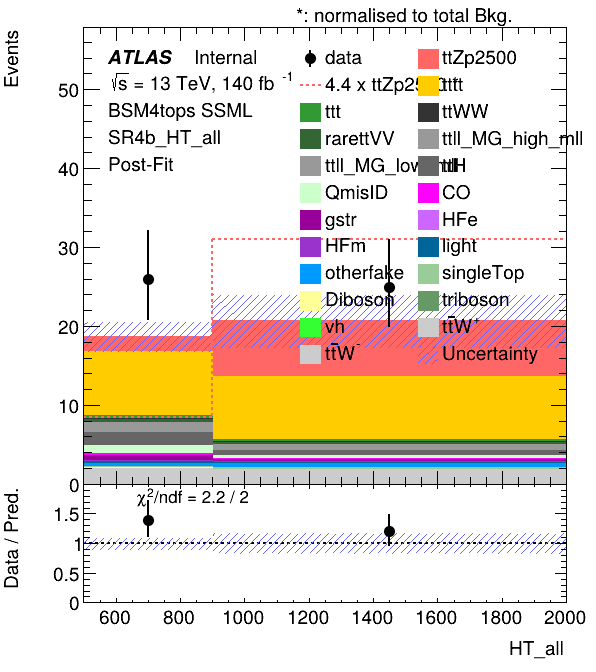 *: normalised to total Bkg.
Events
ATLAS Internal
√s = 13 TeV, 140 fb⁻¹
BSM4tops SSML
SR4b_HT_all
Post-Fit
data
ttZp2500
4.4 x ttZp2500
tttt
ttt
ttWW
rarettVV
ttll_MG_high_mll
ttll_MG_low_mll
ttH
QmisID
CO
gstr
HFe
HFm
light
otherfake
singleTop
Diboson
triboson
vh
tt̄W⁺
tt̄W⁻
Uncertainty
50
40
30
20
10
0
χ²/ndf = 2.2 / 2
Data / Pred.
1.5
1
0.5
0
600 800 1000 1200 1400 1600 1800 2000
HT_all